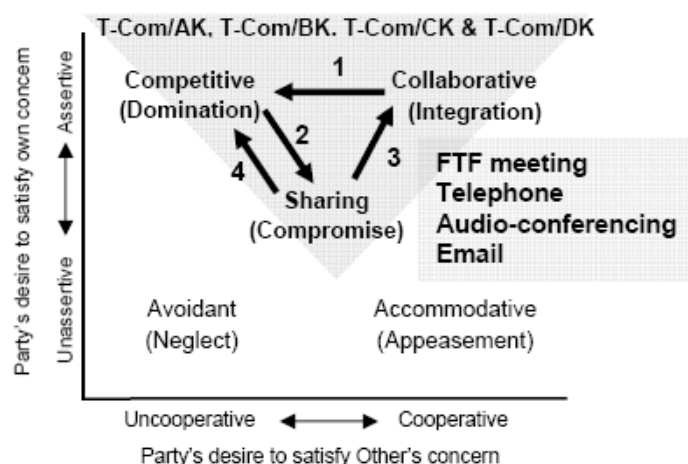 T-Com/AK, T-Com/BK. T-Com/CK & T-Com/DK
Competitive
(Domination)
1
Collaborative
(Integration)
2
4
3
Sharing
(Compromise)
FTF meeting
Telephone
Audio-conferencing
Email
Avoidant
(Neglect)
Accommodative
(Appeasement)
Party's desire to satisfy own concern
Unassertive
Assertive
Uncooperative
Cooperative
Party's desire to satisfy Other's concern